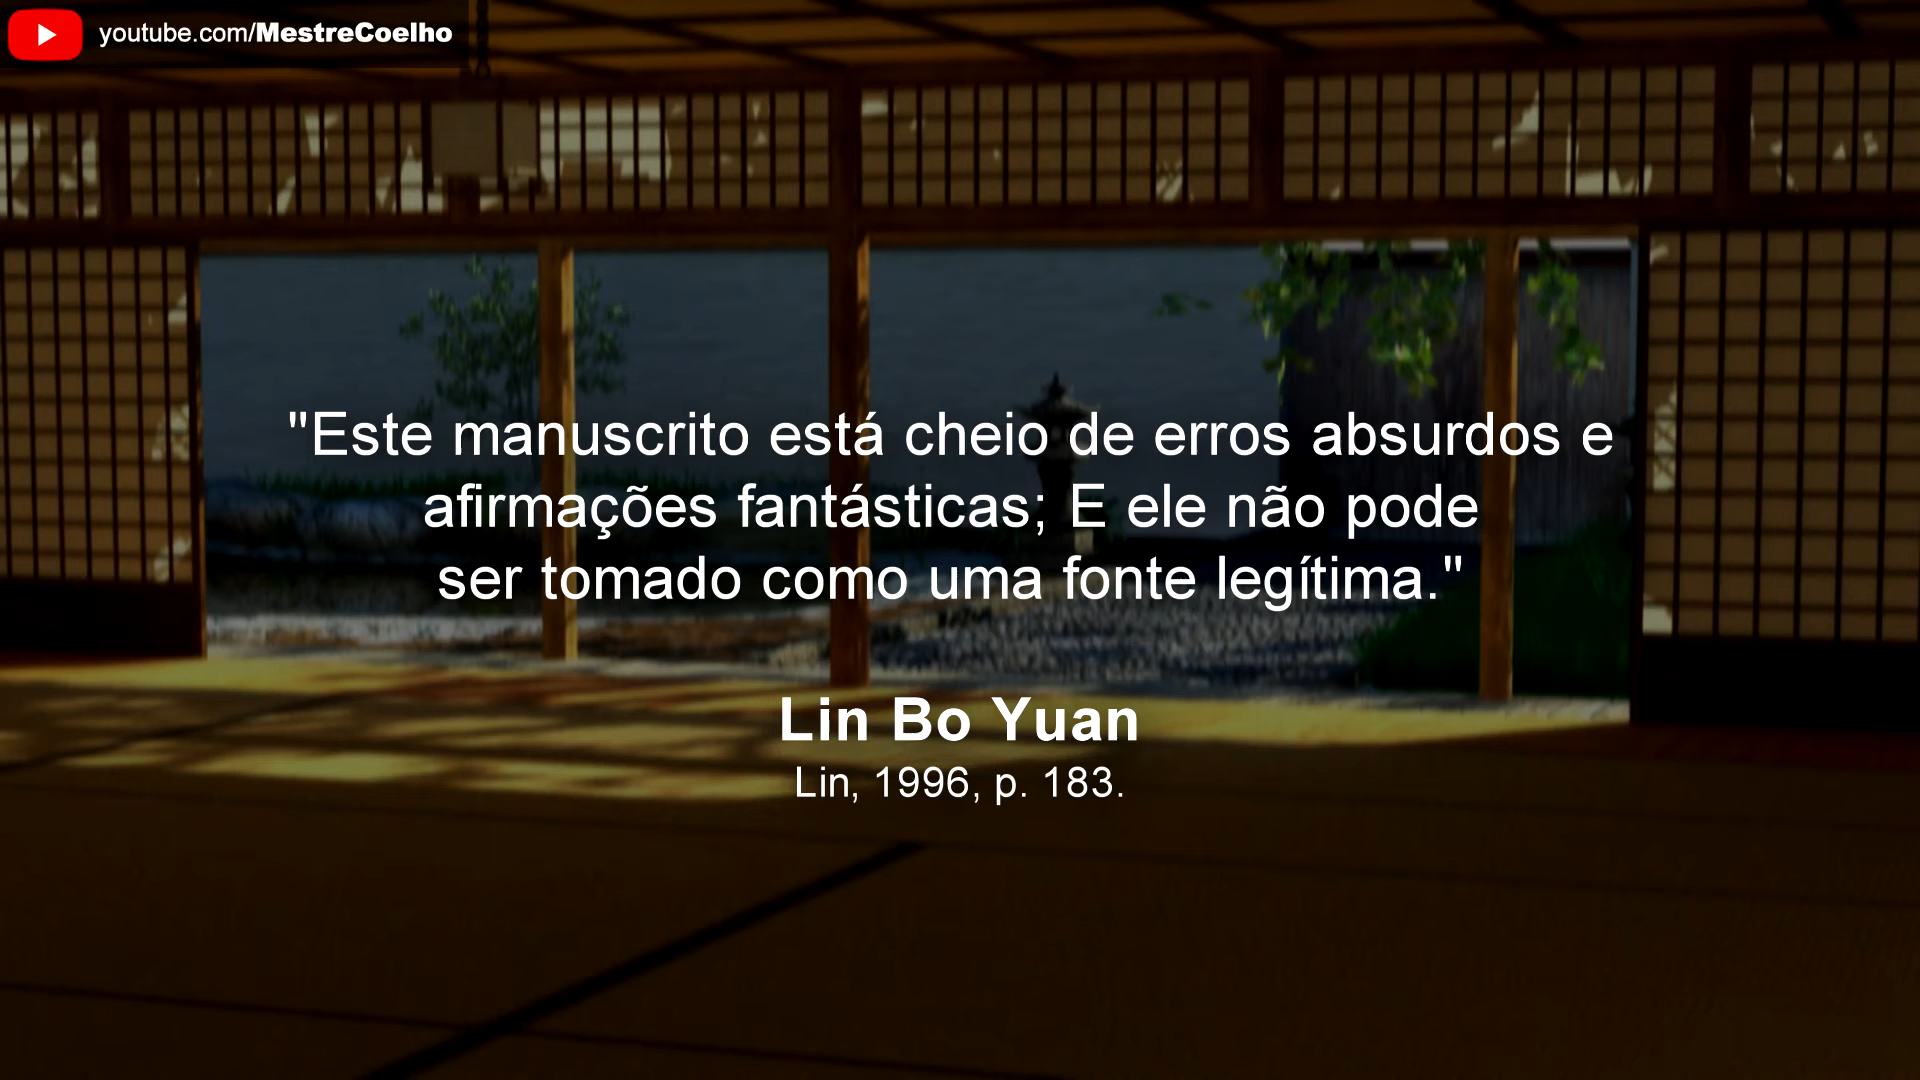 youtube.com/MestreCoelho
"Este manuscrito está cheio de erros absurdos e
afirmações fantásticas; E ele não pode
ser tomado como uma fonte legítima."
Lin Bo Yuan
Lin, 1996, p. 183.